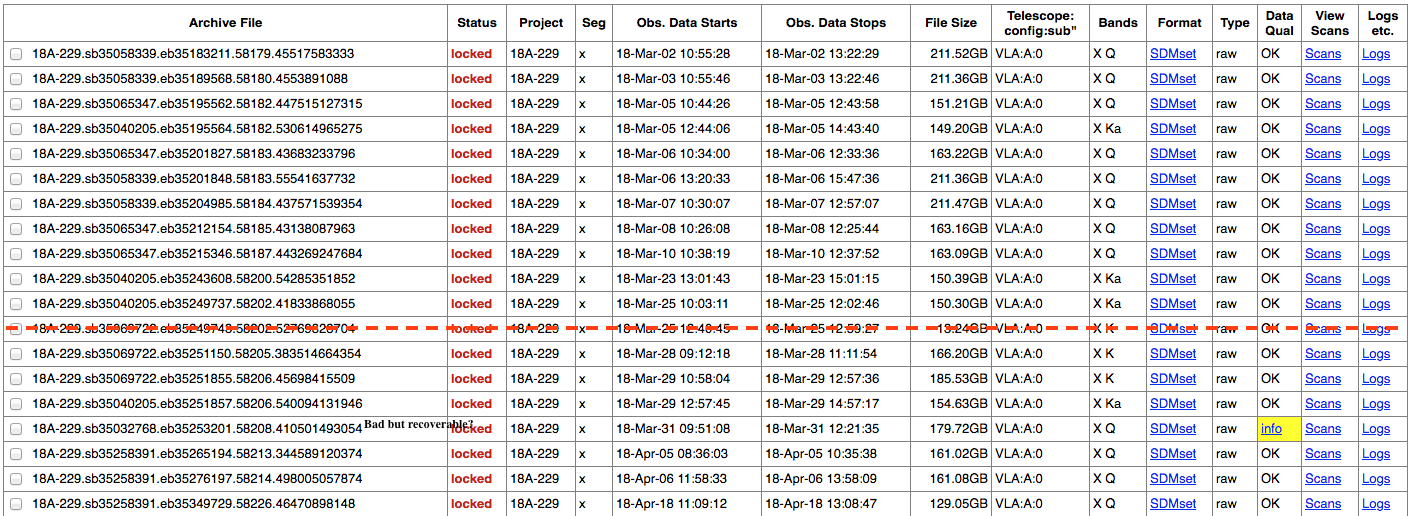 Archive File Status Project Seg Obs. Data Starts Obs. Data Stops File Size Telescope: config:sub" Bands Format Type Data Qual View Scans Logs etc.
18A-229.sb35058339.eb35183211.58179.45517583333 locked 18A-229 x 18-Mar-02 10:55:28 18-Mar-02 13:22:29 211.52GB VLA:A:0 X Q SDMset raw OK Scans Logs
18A-229.sb35058339.eb35189568.58180.4553891088 locked 18A-229 x 18-Mar-03 10:55:46 18-Mar-03 13:22:46 211.36GB VLA:A:0 X Q SDMset raw OK Scans Logs
18A-229.sb35065347.eb35195562.58182.447515127315 locked 18A-229 x 18-Mar-05 10:44:26 18-Mar-05 12:43:58 151.21GB VLA:A:0 X Q SDMset raw OK Scans Logs
18A-229.sb35040205.eb35195564.58182.530614965275 locked 18A-229 x 18-Mar-05 12:44:06 18-Mar-05 14:43:40 149.20GB VLA:A:0 X Ka SDMset raw OK Scans Logs
18A-229.sb35065347.eb35201827.58183.43683233796 locked 18A-229 x 18-Mar-06 10:34:00 18-Mar-06 12:33:36 163.22GB VLA:A:0 X Q SDMset raw OK Scans Logs
18A-229.sb35058339.eb35201848.58183.55541637732 locked 18A-229 x 18-Mar-06 13:20:33 18-Mar-06 15:47:36 211.36GB VLA:A:0 X Q SDMset raw OK Scans Logs
18A-229.sb35058339.eb35204985.58184.437571539354 locked 18A-229 x 18-Mar-07 10:30:07 18-Mar-07 12:57:07 211.47GB VLA:A:0 X Q SDMset raw OK Scans Logs
18A-229.sb35065347.eb35212154.58185.43138087963 locked 18A-229 x 18-Mar-08 10:26:08 18-Mar-08 12:25:44 163.16GB VLA:A:0 X Q SDMset raw OK Scans Logs
18A-229.sb35065347.eb35215346.58187.443269247684 locked 18A-229 x 18-Mar-10 10:38:19 18-Mar-10 12:37:52 163.09GB VLA:A:0 X Q SDMset raw OK Scans Logs
18A-229.sb35040205.eb35243608.58200.54285351852 locked 18A-229 x 18-Mar-23 13:01:43 18-Mar-23 15:01:15 150.39GB VLA:A:0 X Ka SDMset raw OK Scans Logs
18A-229.sb35040205.eb35249737.58202.41833868055 locked 18A-229 x 18-Mar-25 10:03:11 18-Mar-25 12:02:46 150.30GB VLA:A:0 X Ka SDMset raw OK Scans Logs
locked 18A-229 x 18-Mar-25 18-Mar-25 13.24GB VLA:A:0 X K SDMset raw OK Scans Logs
18A-229.sb35069722.eb35251150.58205.383514664354 locked 18A-229 x 18-Mar-28 09:12:18 18-Mar-28 11:11:54 166.20GB VLA:A:0 X K SDMset raw OK Scans Logs
18A-229.sb35069722.eb35251855.58206.45698415509 locked 18A-229 x 18-Mar-29 10:58:04 18-Mar-29 12:57:36 185.53GB VLA:A:0 X K SDMset raw OK Scans Logs
18A-229.sb35040205.eb35251857.58206.540094131946 locked 18A-229 x 18-Mar-29 12:57:45 18-Mar-29 14:57:17 154.63GB VLA:A:0 X Ka SDMset raw OK Scans Logs
18A-229.sb35032768.eb35253201.58208.410501493054 Bad but recoverable? locked 18A-229 x 18-Mar-31 09:51:08 18-Mar-31 12:21:35 179.72GB VLA:A:0 X Q SDMset raw info Scans Logs
18A-229.sb35258391.eb35265194.58213.344589120374 locked 18A-229 x 18-Apr-05 08:36:03 18-Apr-05 10:35:38 161.02GB VLA:A:0 X Q SDMset raw OK Scans Logs
18A-229.sb35258391.eb35276197.58214.498005057874 locked 18A-229 x 18-Apr-06 11:58:33 18-Apr-06 13:58:09 161.08GB VLA:A:0 X Q SDMset raw OK Scans Logs
18A-229.sb35258391.eb35349729.58226.46470898148 locked 18A-229 x 18-Apr-18 11:09:12 18-Apr-18 13:08:47 129.05GB VLA:A:0 X Q SDMset raw OK Scans Logs